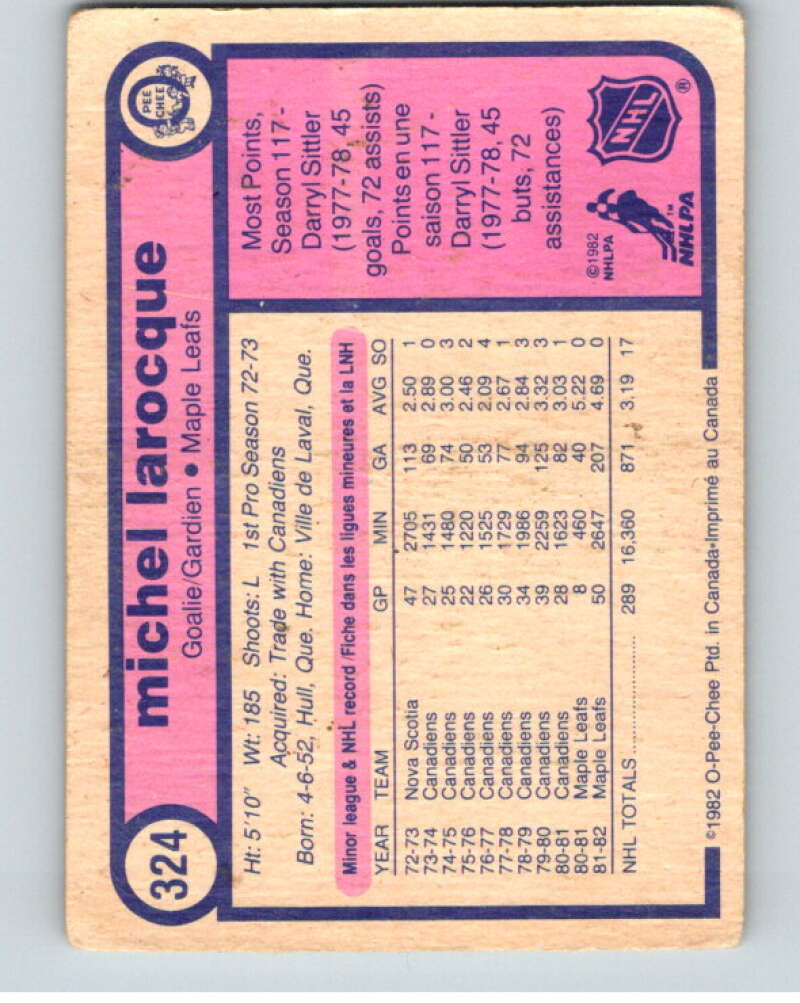 324
michel larocque
Goalie/Gardien • Maple Leafs
O
PEE
CHEE
Ht: 5'10" Wt: 185 Shoots: L 1st Pro Season 72-73
Acquired: Trade with Canadiens
Born: 4-6-52, Hull, Que. Home: Ville de Laval, Que.
Minor league & NHL record/Fiche dans les ligues mineures et la LNH
YEAR TEAM GP MIN GA AVG SO
72-73 Nova Scotia 47 2705 113 2.50 1
73-74 Canadiens 27 1431 69 2.89 0
74-75 Canadiens 25 1480 74 3.00 3
75-76 Canadiens 22 1220 50 2.46 2
76-77 Canadiens 26 1525 53 2.09 4
77-78 Canadiens 30 1729 77 2.67 1
78-79 Canadiens 34 1986 94 2.84 3
79-80 Canadiens 39 2259 125 3.32 3
80-81 Canadiens 28 1623 82 3.03 1
80-81 Maple Leafs 8 460 40 5.22 0
81-82 Maple Leafs 50 2647 207 4.69 0
NHL TOTALS .................... 289 16,360 871 3.19 17
©1982 O-Pee-Chee Ptd. in Canada-Imprimé au Canada
Most Points,
Season 117 -
Darryl Sittler
(1977-78, 45
goals, 72 assists)
Points en une
saison 117 -
Darryl Sittler
(1977-78, 45
buts, 72
assistances)
©1982
NHLPA
™
NHLPA
NHL
®